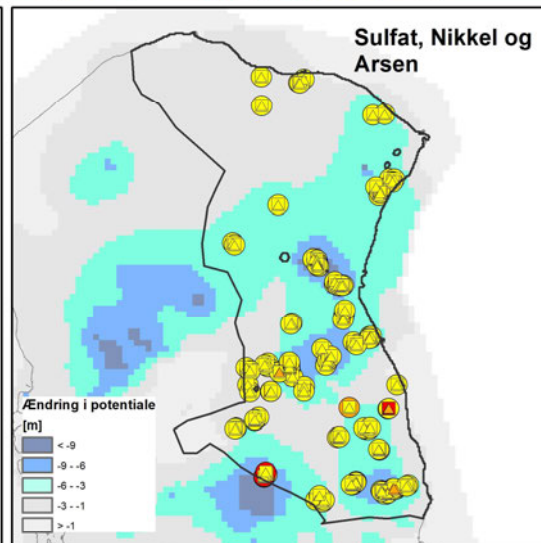 Sulfat, Nikkel og
Arsen
Ændring i potentiale
[m]
< -9
-9 - -6
-6 - -3
-3 - -1
> -1